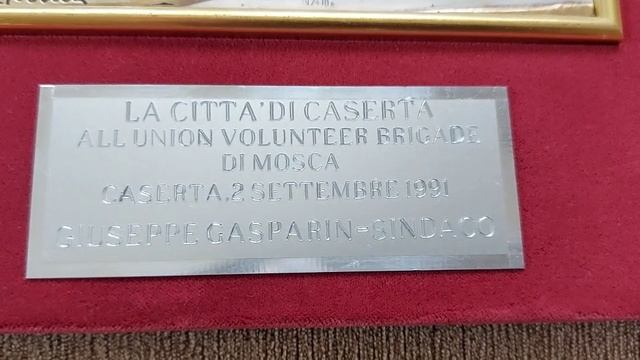 LA CITTA' DI CASERTA
ALL UNION VOLUNTEER BRIGADE
DI MOSCA
CASERTA, 2 SETTEMBRE 1991
GIUSEPPE GASPARIN = SINDACO